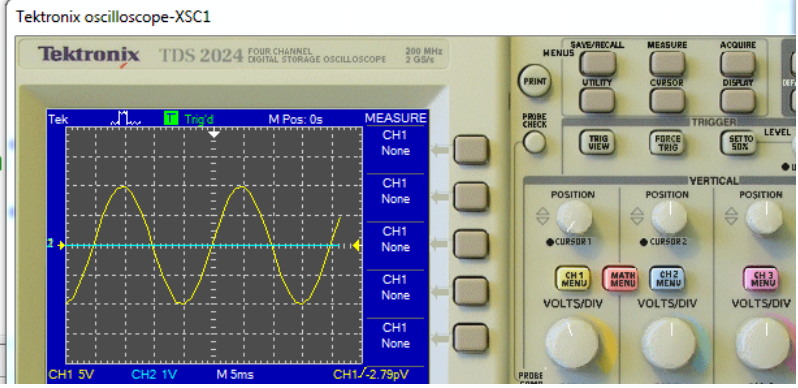 Tektronix oscilloscope-XSC1
Tektronix TDS 2024 FOUR CHANNEL DIGITAL STORAGE OSCILLOSCOPE 200 MHz 2 GS/s
Tek T Trig'd M Pos: 0s MEASURE
CH1
None
CH1
None
CH1
None
CH1
None
CH1
None
2
CH1 5V CH2 1V M 5ms CH1 -2.79pV
MENUS
SAVE/RECALL MEASURE ACQUIRE
PRINT
UTILITY CURSOR DISPLAY
PROBE CHECK
TRIGGER
TRIG VIEW
FORCE TRIG
SET TO 50%
LEVEL
VERTICAL
POSITION POSITION POSITION
CURSOR 1 CURSOR 2
CH 1 MENU
MATH MENU
CH 2 MENU
CH 3 MENU
VOLTS/DIV VOLTS/DIV VOLTS/DIV
PROBE